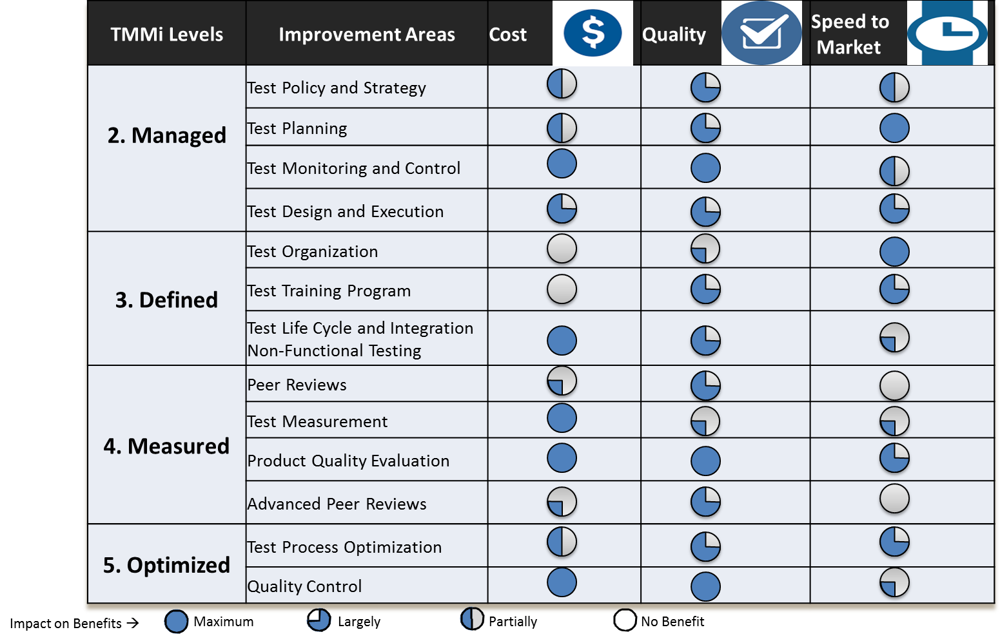 TMMi Levels Improvement Areas Cost $ Quality Speed to
Market
2. Managed
Test Policy and Strategy
Test Planning
Test Monitoring and Control
Test Design and Execution
3. Defined
Test Organization
Test Training Program
Test Life Cycle and Integration
Non-Functional Testing
4. Measured
Peer Reviews
Test Measurement
Product Quality Evaluation
Advanced Peer Reviews
5. Optimized
Test Process Optimization
Quality Control
Impact on Benefits → Maximum Largely Partially No Benefit